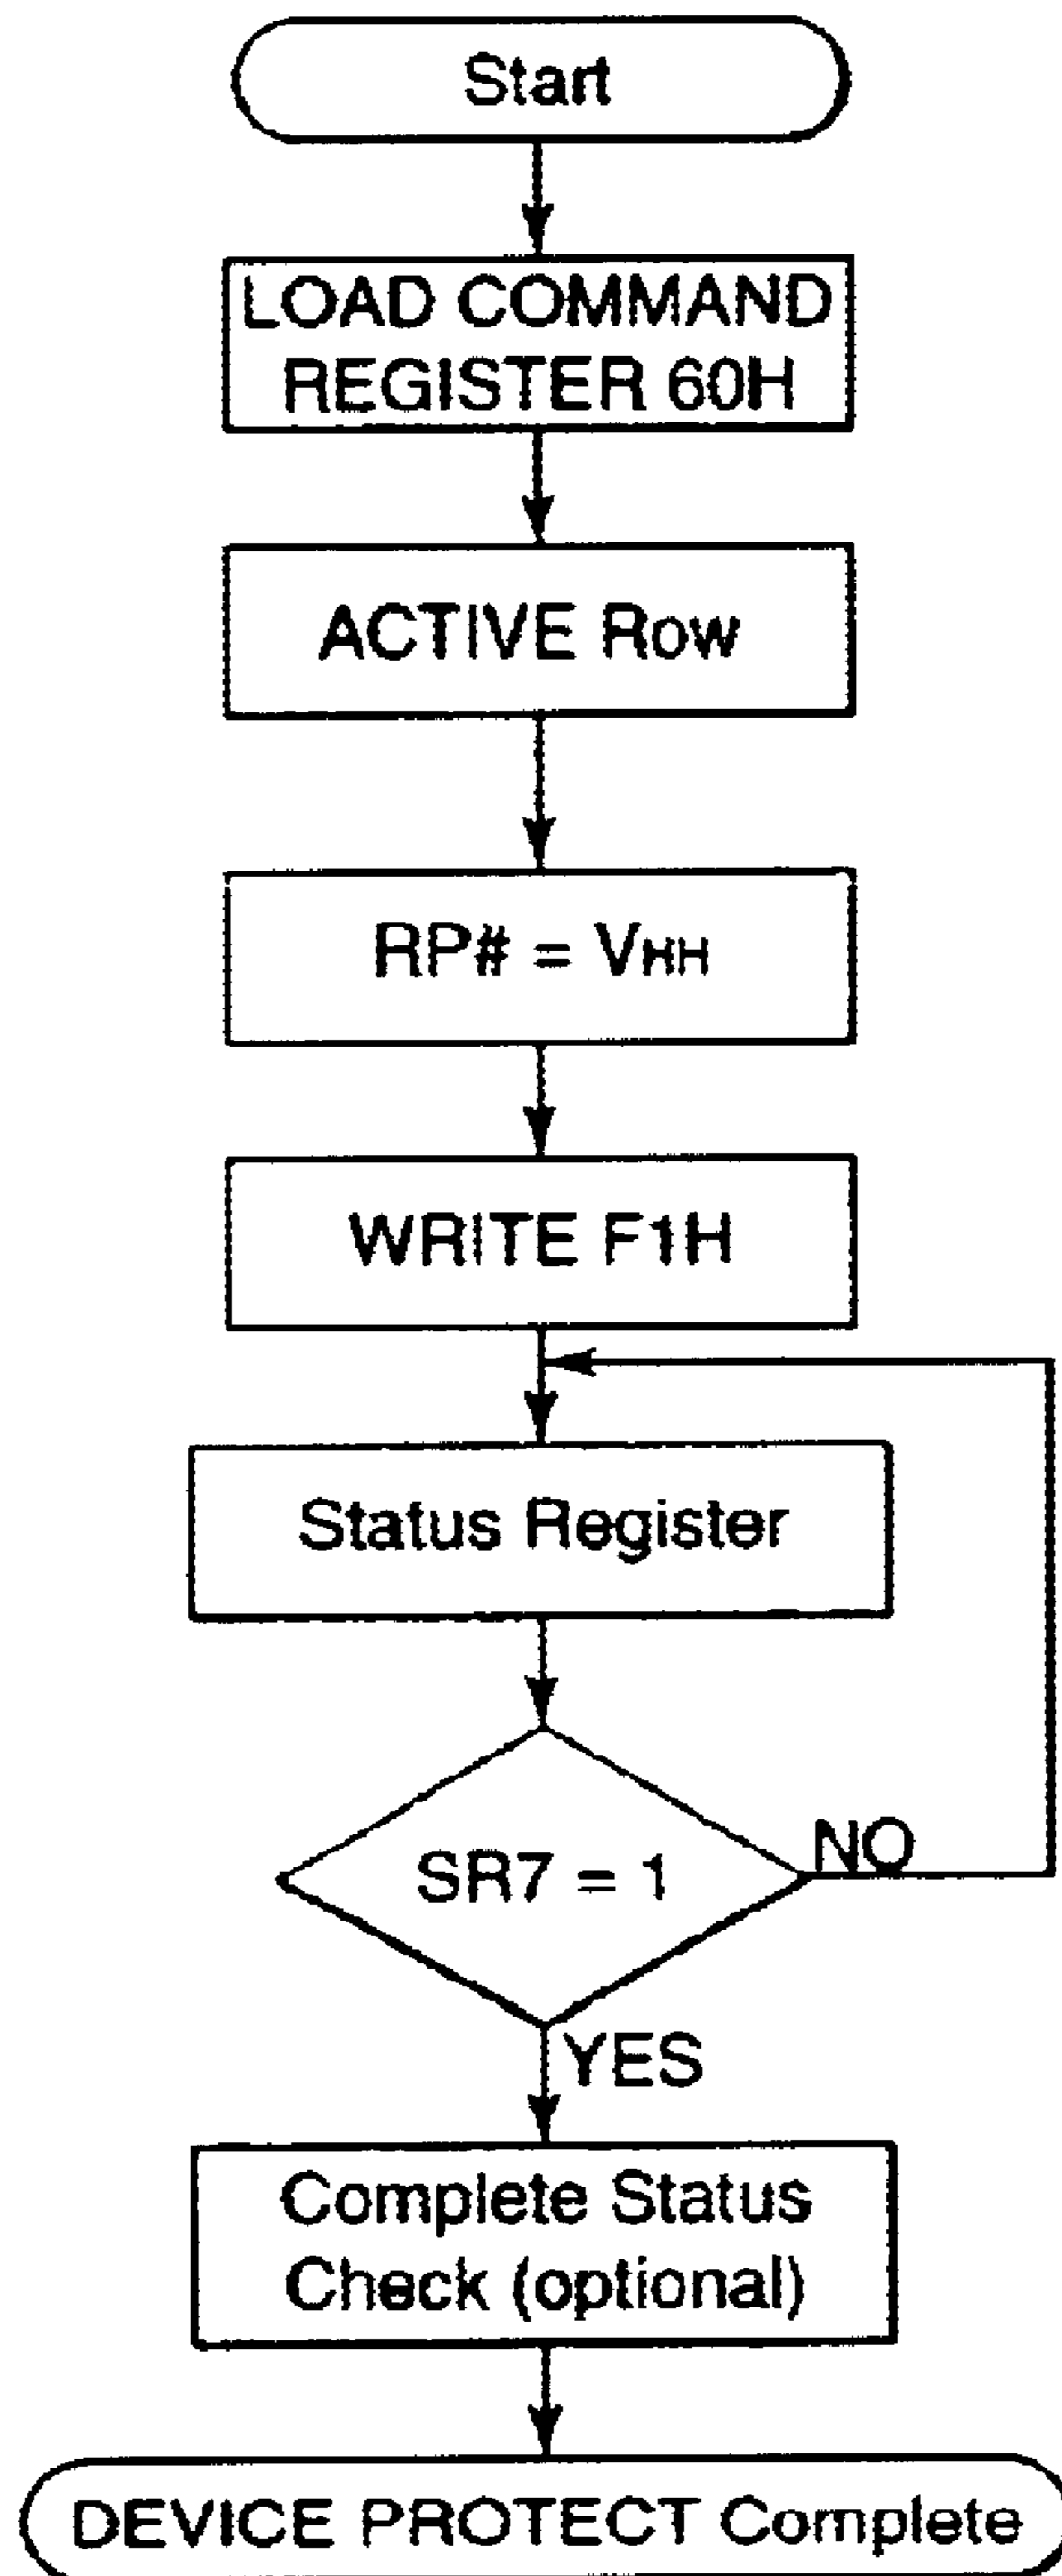 Start
LOAD COMMAND
REGISTER 60H
ACTIVE Row
RP# = VHH
WRITE F1H
Status Register
SR7 = 1
NO
YES
Complete Status
Check (optional)
DEVICE PROTECT Complete